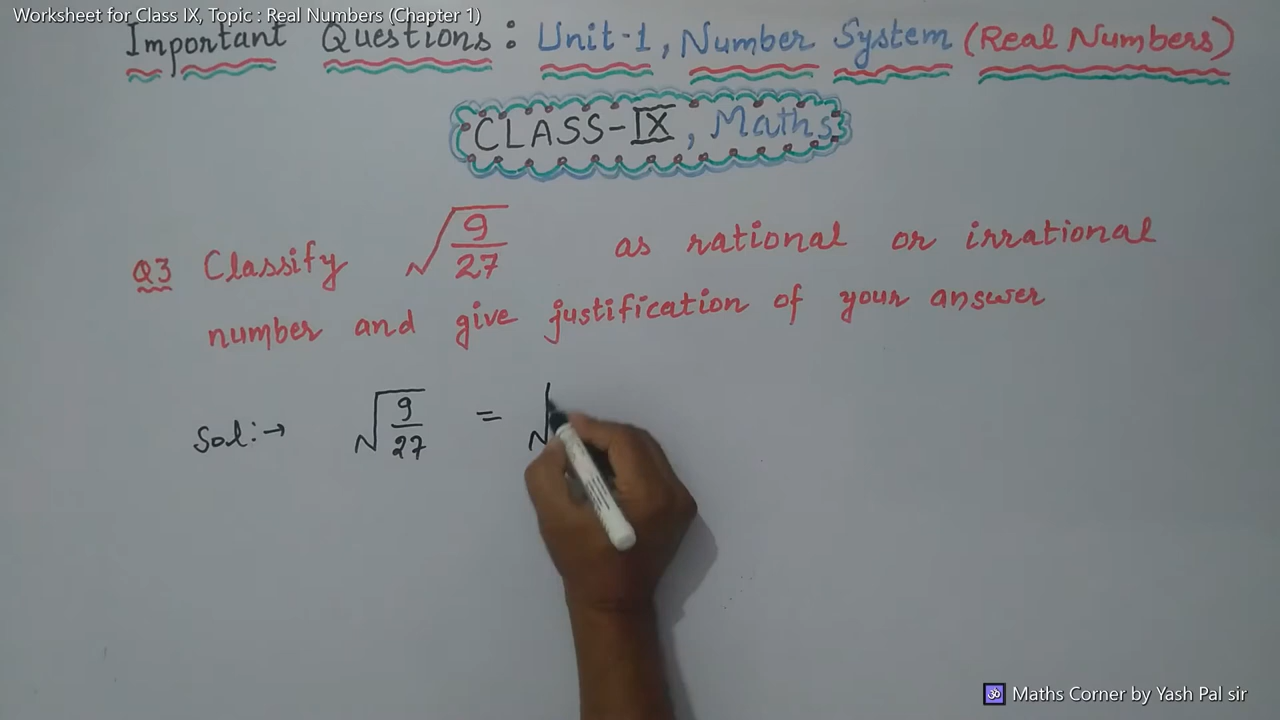 Worksheet for Class IX, Topic : Real Numbers (Chapter 1)
Important Questions : Unit-1, Number System (Real Numbers)
CLASS-IX, Maths
Q3 Classify √9/27 as rational or irrational
number and give justification of your answer
Sol:→ √9/27 = √
ॐ Maths Corner by Yash Pal sir